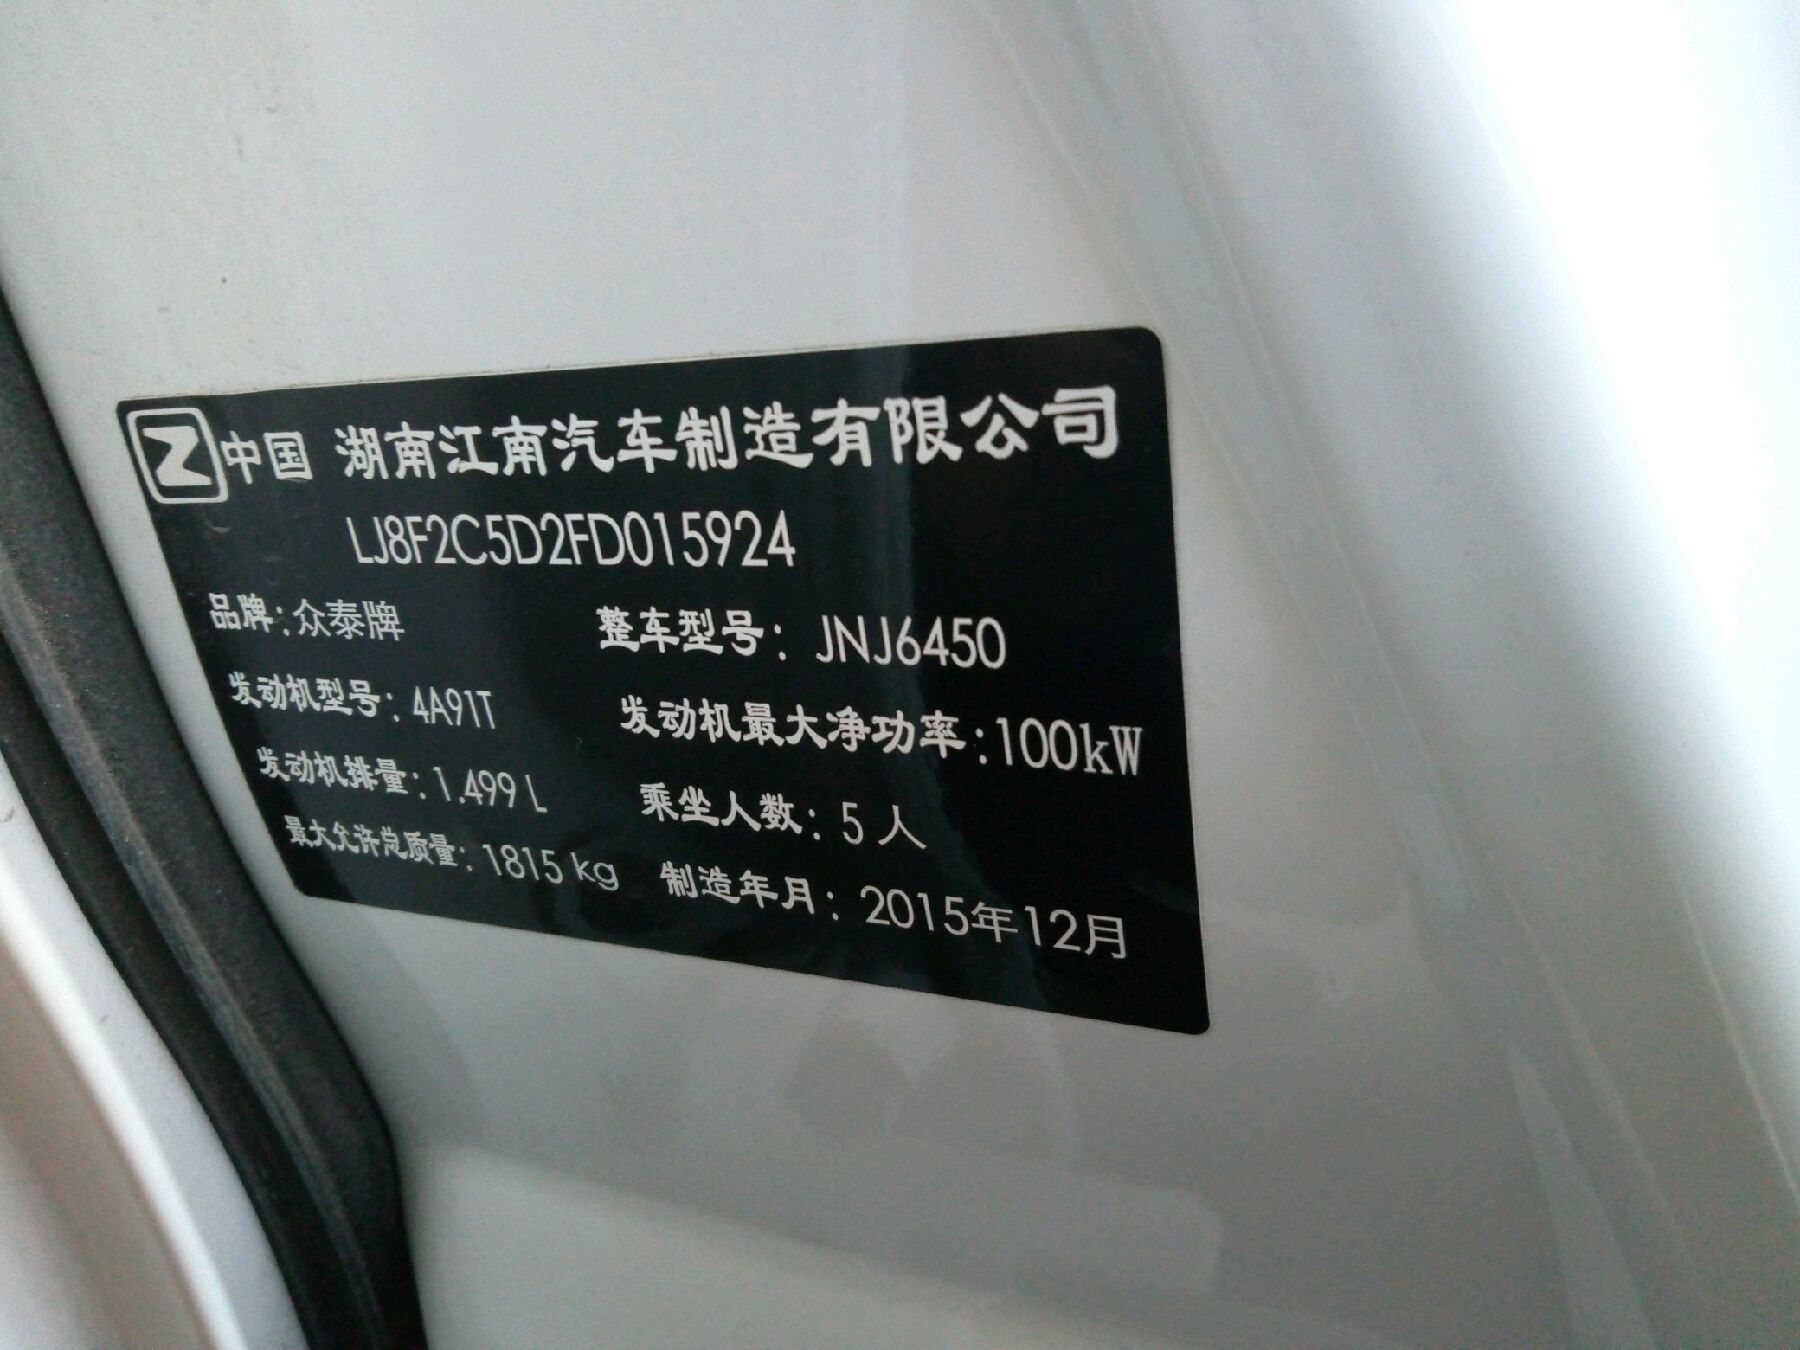 中国 湖南江南汽车制造有限公司
LJ8F2C5D2FD015924
品牌:众泰牌 整车型号: JNJ6450
发动机型号: 4A91T 发动机最大净功率:100kW
发动机排量: 1.499 L 乘坐人数: 5 人
最大允许总质量: 1815 kg 制造年月: 2015年12月